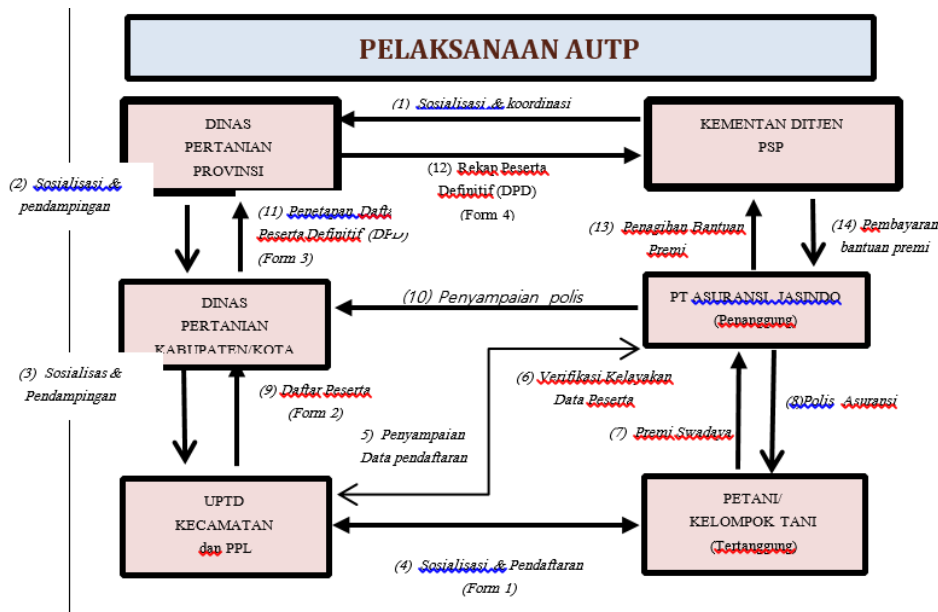 PELAKSANAAN AUTP
(1) Sosialisasi & koordinasi
DINAS
PERTANIAN
PROVINSI
KEMENTAN DITJEN
PSP
(12) Rekap Peserta
Definitif (DPD)
(Form 4)
(2) Sosialisasi &
pendampingan
(11) Penetapan Dafta
Peserta Definitif (DPD)
(Form 3)
(13) Penagihan Bantuan
Premi
(14) Pembayaran
bantuan premi
DINAS
PERTANIAN
KABUPATEN/KOTA
(10) Penyampaian polis
PT ASURANSI JASINDO
(Penanggung)
(3) Sosialisas &
Pendampingan
(9) Daftar Peserta
(Form 2)
(6) Verifikasi Kelayakan
Data Peserta
(8)Polis Asuransi
5) Penyampaian
Data pendaftaran
(7) Premi Swadaya
UPTD
KECAMATAN
dan PPL
PETANI/
KELOMPOK TANI
(Tertanggung)
(4) Sosialisasi & Pendaftaran
(Form 1)